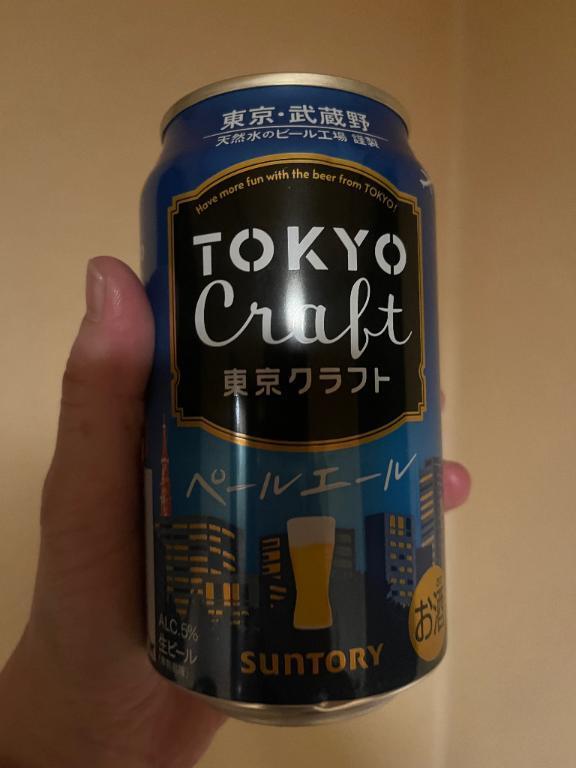 東京・武蔵野
天然水のビール工場 謹製
Have more fun with the beer from TOKYO!
TOKYO
Craft
東京クラフト
ペールエール
お酒
ALC.5%
生ビール
SUNTORY